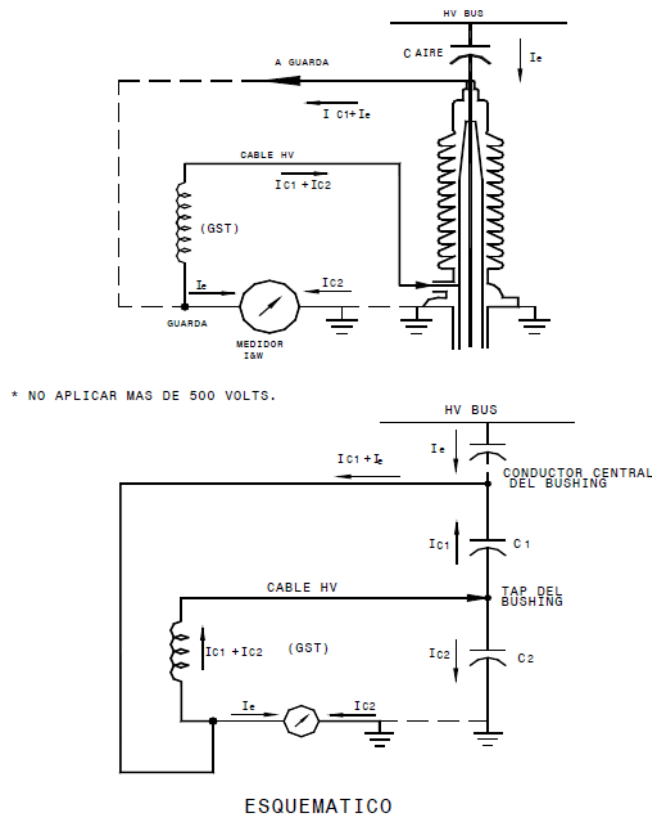 HV BUS
C AIRE
Ie
A GUARDA
I C1+Ie
CABLE HV
IC1+IC2
(GST)
Ie
IC2
GUARDA
MEDIDOR
I&W
* NO APLICAR MAS DE 500 VOLTS.
HV BUS
Ie
IC1+Ie
CONDUCTOR CENTRAL
DEL BUSHING
IC1
C1
CABLE HV
TAP DEL
BUSHING
IC1+IC2
(GST)
IC2
C2
Ie
IC2
ESQUEMATICO